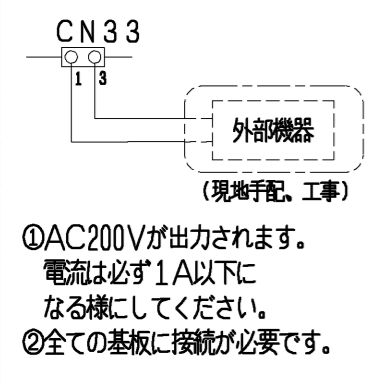 CN33
1 3
外部機器
(現地手配、工事)
①AC200Vが出力されます。
電流は必ず1A以下に
なる様にしてください。
②全ての基板に接続が必要です。